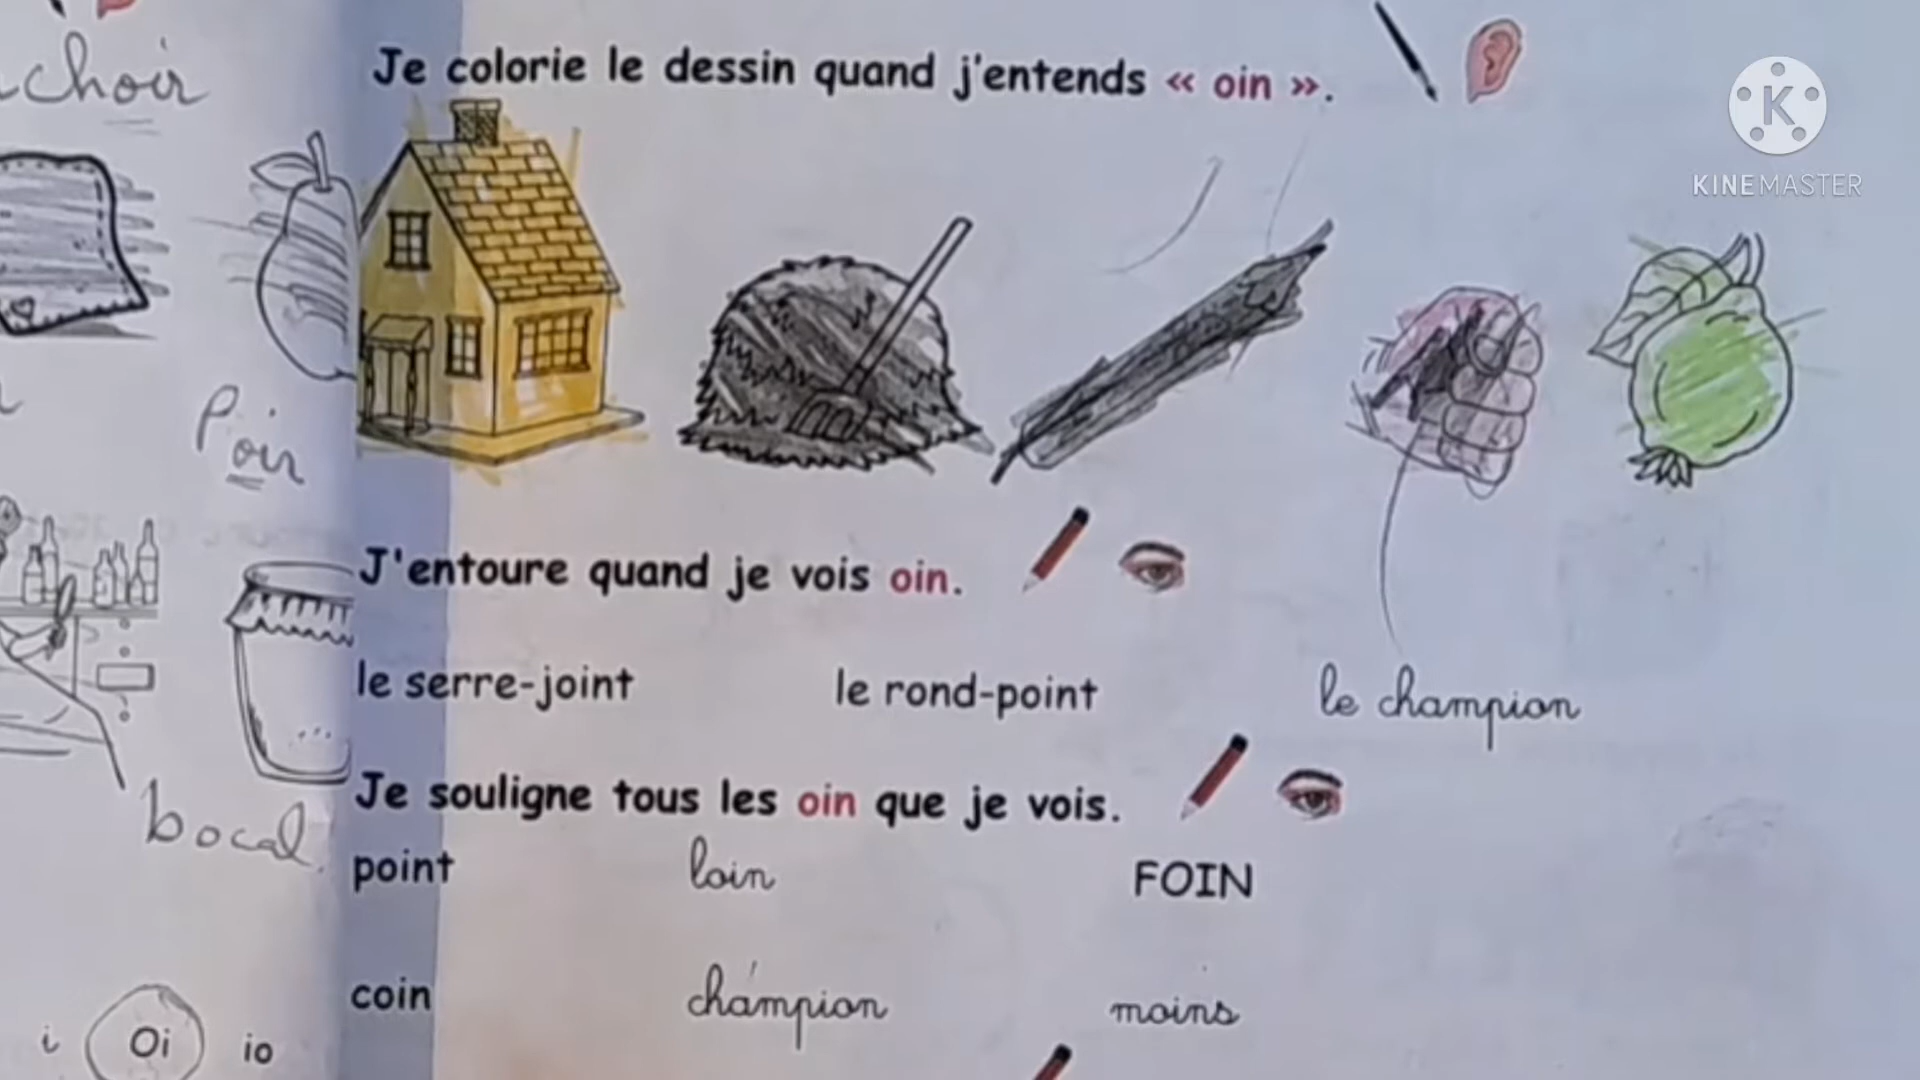 choir
Je colorie le dessin quand j'entends « oin ».
KINEMASTER
Poir
J'entoure quand je vois oin.
le serre-joint le rond-point le champion
Je souligne tous les oin que je vois.
bocal.
point loin FOIN
coin champion moins
i Oi io